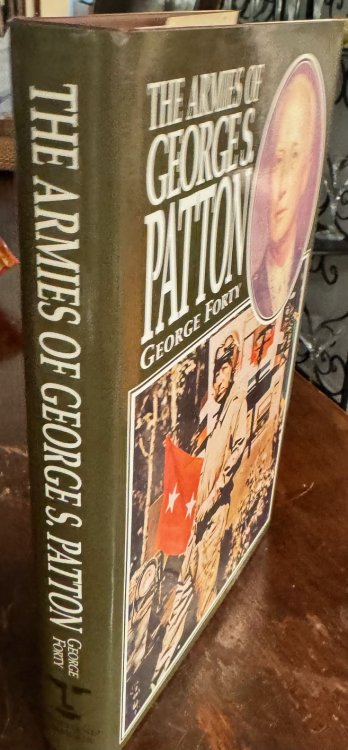 THE ARMIES OF GEORGE S. PATTON
GEORGE
FORTY
THE ARMIES OF
GEORGE S.
PATTON
GEORGE FORTY